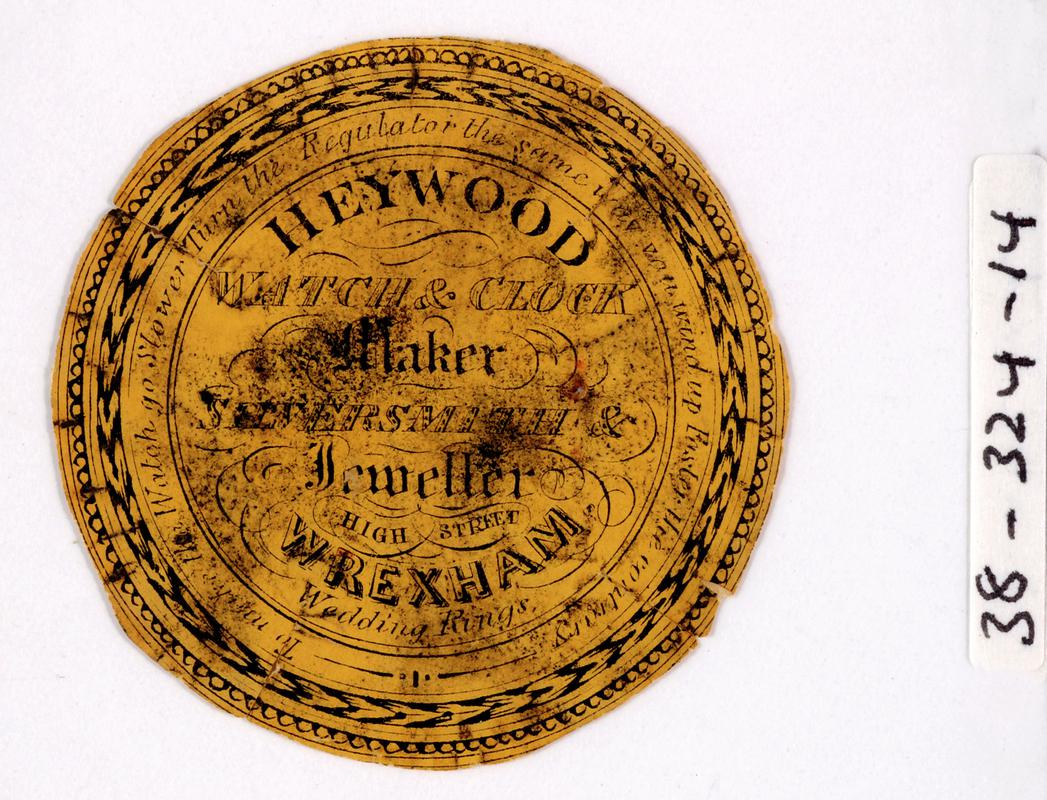 to make the Watch go Slower Turn the Regulator the same way you wind up Faster the contrary
HEYWOOD
WATCH & CLOCK
Maker
SILVERSMITH &
Jeweller
HIGH STREET
WREXHAM
Wedding Rings.
38-324-14